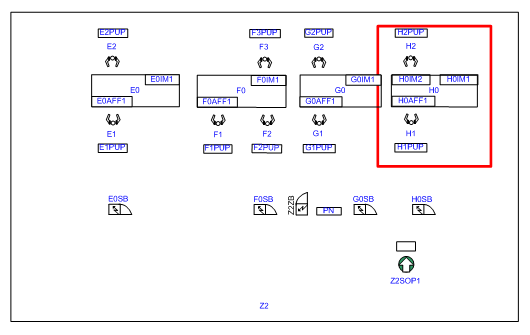 E2PUP F3PUP G2PUP H2PUP
E2 F3 G2 H2
E0IM1 F0IM1 G0IM1 H0IM2 H0IM1
E0 F0 G0 H0
E0AFF1 F0AFF1 G0AFF1 H0AFF1
E1 F1 F2 G1 H1
E1PUP F1PUP F2PUP G1PUP H1PUP
E0SB F0SB Z2ZB PN G0SB H0SB
Z2SOP1
Z2